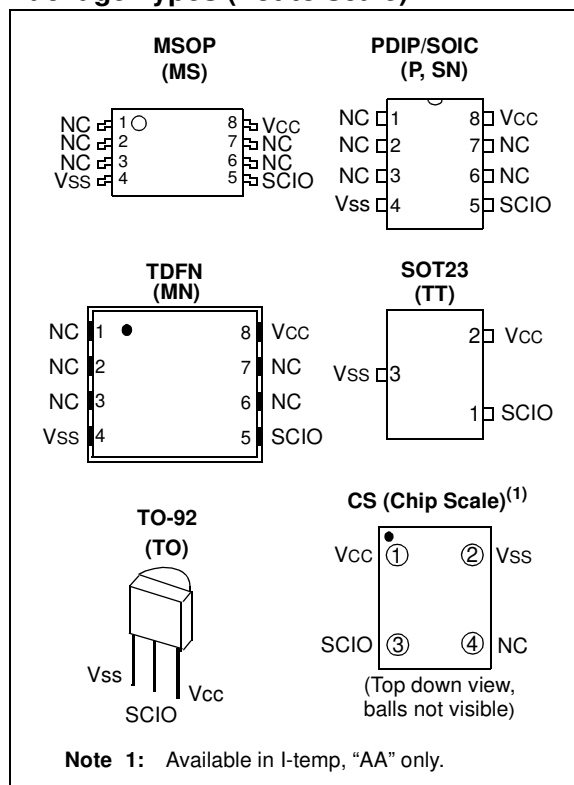 MSOP
(MS)
NC 1 8 VCC
NC 2 7 NC
NC 3 6 NC
VSS 4 5 SCIO
PDIP/SOIC
(P, SN)
NC 1 8 VCC
NC 2 7 NC
NC 3 6 NC
VSS 4 5 SCIO
TDFN
(MN)
NC 1 8 VCC
NC 2 7 NC
NC 3 6 NC
VSS 4 5 SCIO
SOT23
(TT)
2 VCC
VSS 3
1 SCIO
TO-92
(TO)
Vss
Vcc
SCIO
CS (Chip Scale)(1)
VCC 1 2 VSS
SCIO 3 4 NC
(Top down view,
balls not visible)
Note 1: Available in I-temp, “AA” only.